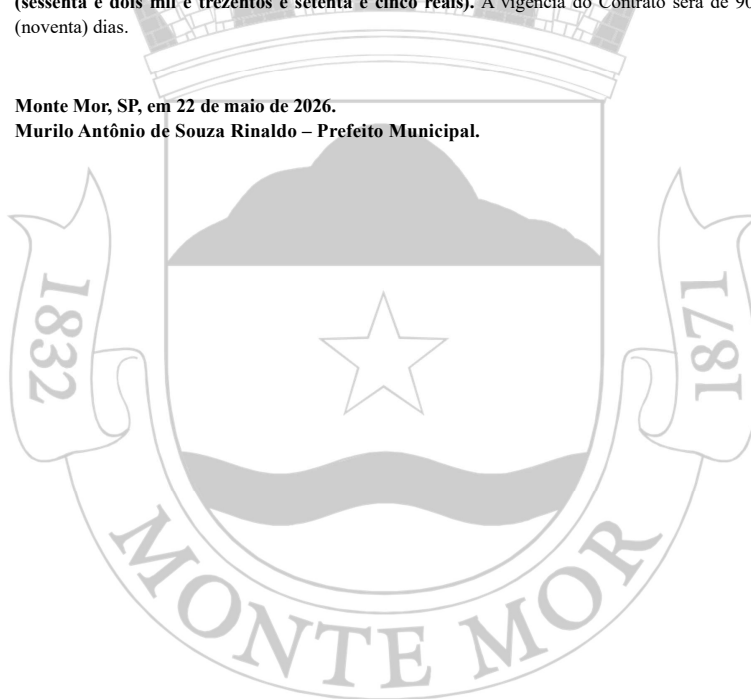 (sessenta e dois mil e trezentos e setenta e cinco reais). A vigência do Contrato será de 90
(noventa) dias.
Monte Mor, SP, em 22 de maio de 2026.
Murilo Antônio de Souza Rinaldo – Prefeito Municipal.
1832
1871
MONTE MOR